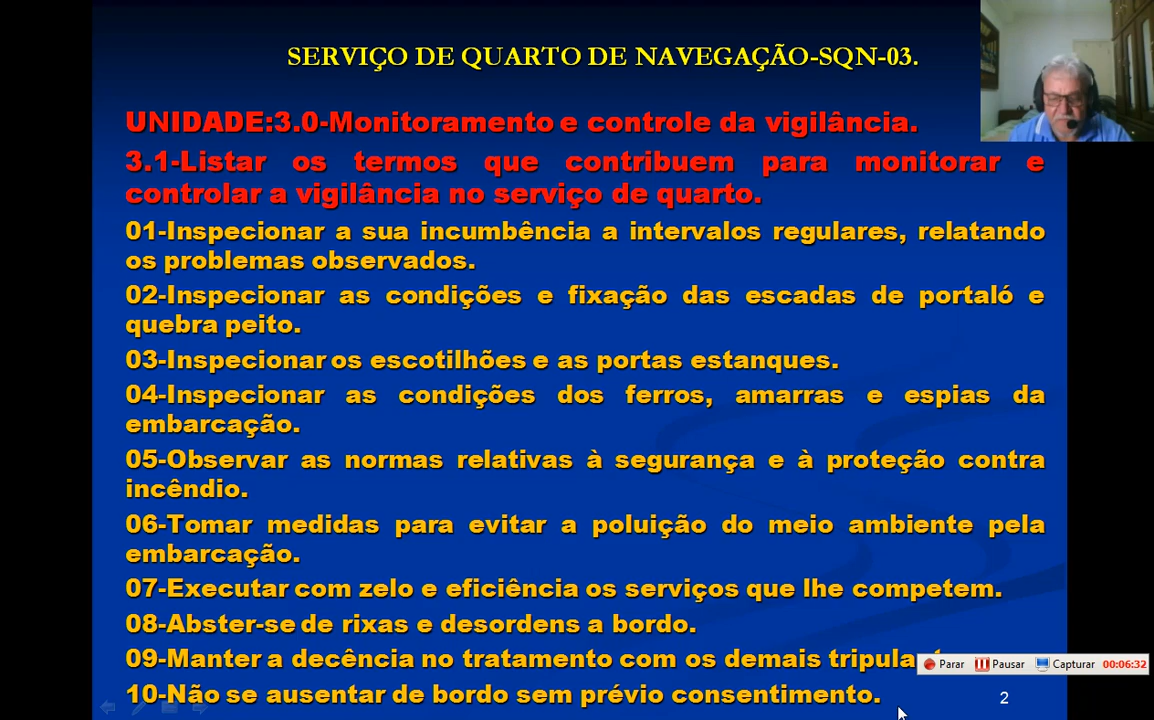 SERVIÇO DE QUARTO DE NAVEGAÇÃO-SQN-03.
UNIDADE:3.0-Monitoramento e controle da vigilância.
3.1-Listar os termos que contribuem para monitorar e
controlar a vigilância no serviço de quarto.
01-Inspecionar a sua incumbência a intervalos regulares, relatando
os problemas observados.
02-Inspecionar as condições e fixação das escadas de portaló e
quebra peito.
03-Inspecionar os escotilhões e as portas estanques.
04-Inspecionar as condições dos ferros, amarras e espias da
embarcação.
05-Observar as normas relativas à segurança e à proteção contra
incêndio.
06-Tomar medidas para evitar a poluição do meio ambiente pela
embarcação.
07-Executar com zelo e eficiência os serviços que lhe competem.
08-Abster-se de rixas e desordens a bordo.
09-Manter a decência no tratamento com os demais
Parar Pausar Capturar 00:06:32
10-Não se ausentar de bordo sem prévio consentimento.
2